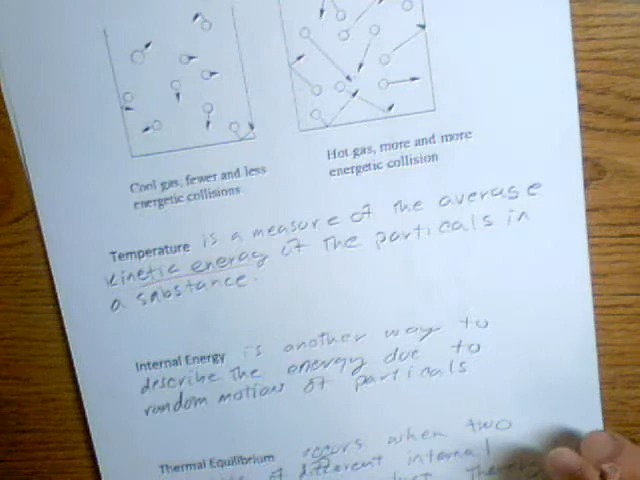 Cool gas, fewer and less
energetic collisions
Hot gas, more and more
energetic collision
Temperature is a measure of the average
kinetic energy of the particals in
a substance.
Internal Energy is another way to
describe the energy due to
random motion of particals
Thermal Equilibrium occurs when two
of different internal